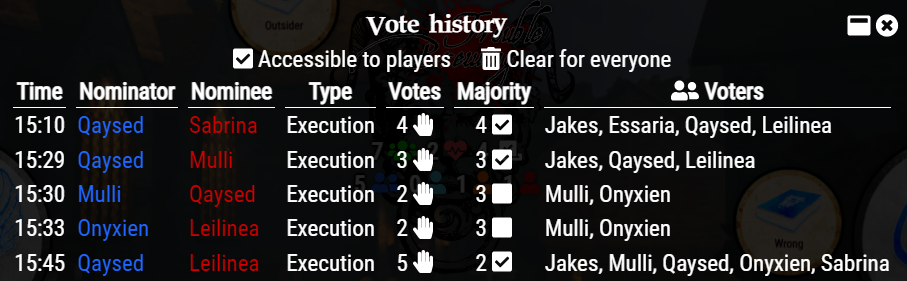 Outsider
Vote history
Accessible to players Clear for everyone
Time Nominator Nominee Type Votes Majority Voters
15:10 Qaysed Sabrina Execution 4 4 Jakes, Essaria, Qaysed, Leilinea
15:29 Qaysed Mulli Execution 3 3 Jakes, Qaysed, Leilinea
15:30 Mulli Qaysed Execution 2 3 Mulli, Onyxien
15:33 Onyxien Leilinea Execution 2 3 Mulli, Onyxien
Wrong
15:45 Qaysed Leilinea Execution 5 2 Jakes, Mulli, Qaysed, Onyxien, Sabrina